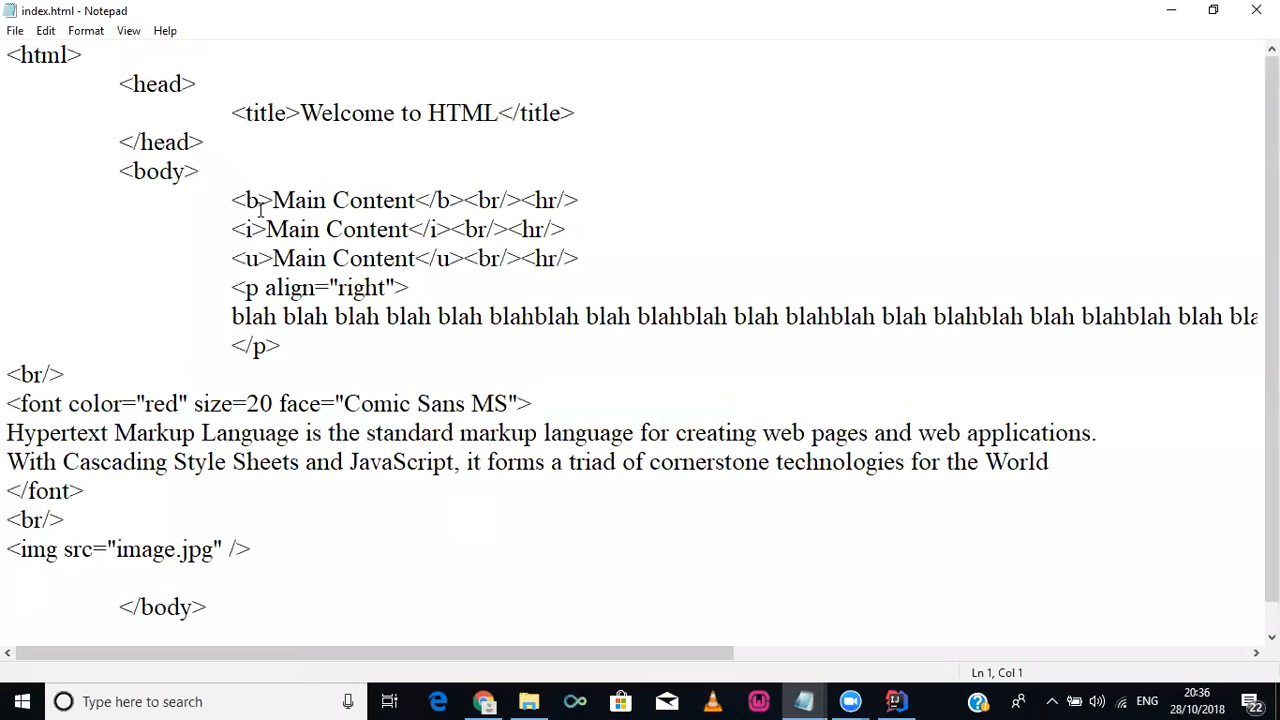 index.html - Notepad
File Edit Format View Help
<html>
<head>
<title>Welcome to HTML</title>
</head>
<body>
<b>Main Content</b><br/><hr/>
<i>Main Content</i><br/><hr/>
<u>Main Content</u><br/><hr/>
<p align="right">
blah blah blah blah blah blahblah blah blahblah blah blahblah blah blahblah blah blahblah blah bla
</p>
<br/>
<font color="red" size=20 face="Comic Sans MS">
Hypertext Markup Language is the standard markup language for creating web pages and web applications.
With Cascading Style Sheets and JavaScript, it forms a triad of cornerstone technologies for the World
</font>
<br/>
<img src="image.jpg" />
</body>
Ln 1, Col 1
Type here to search
ENG
20:36
28/10/2018
22